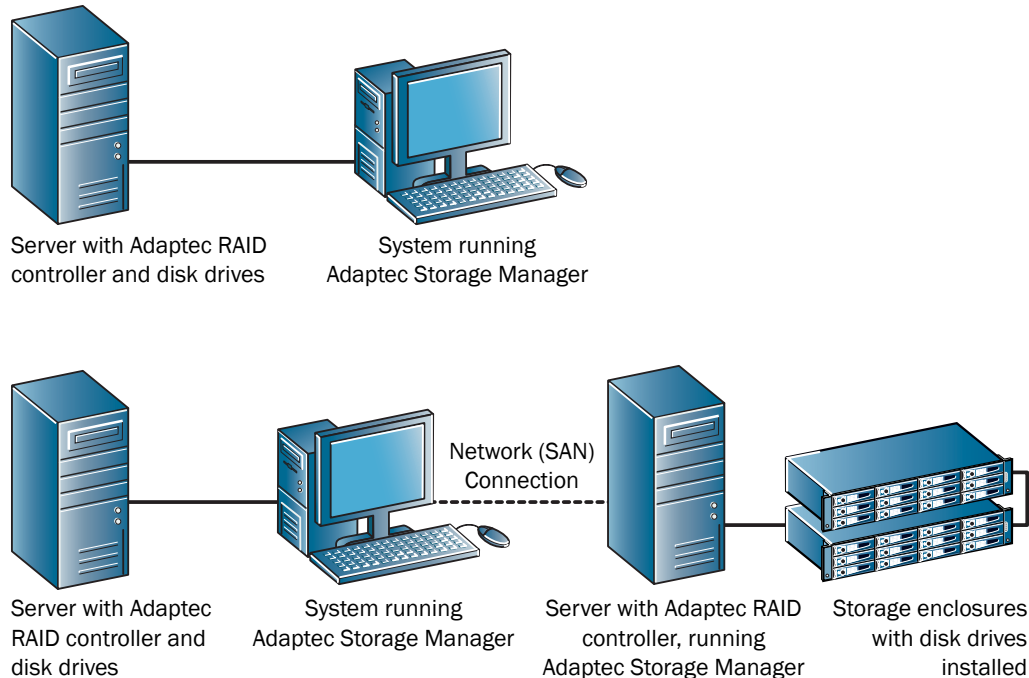 Server with Adaptec RAID
controller and disk drives
System running
Adaptec Storage Manager
Network (SAN)
Connection
Server with Adaptec
RAID controller and
disk drives
System running
Adaptec Storage Manager
Server with Adaptec RAID
controller, running
Adaptec Storage Manager
Storage enclosures
with disk drives
installed